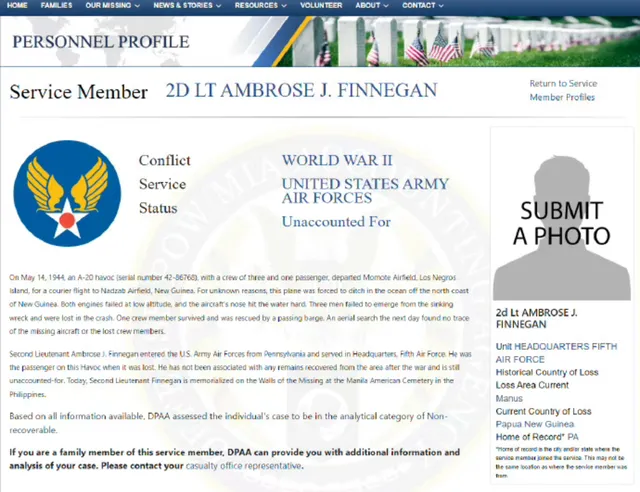 HOME FAMILIES OUR MISSING NEWS & STORIES RESOURCES VOLUNTEER ABOUT CONTACT
PERSONNEL PROFILE
Service Member 2D LT AMBROSE J. FINNEGAN
Return to Service
Member Profiles
Conflict WORLD WAR II
Service UNITED STATES ARMY
AIR FORCES
Status Unaccounted For
On May 14, 1944, an A-20 havoc (serial number 42-86768), with a crew of three and one passenger, departed Momote Airfield, Los Negros
Island, for a courier flight to Nadzab Airfield, New Guinea. For unknown reasons, this plane was forced to ditch in the ocean off the north coast
of New Guinea. Both engines failed at low altitude, and the aircraft's nose hit the water hard. Three men failed to emerge from the sinking
wreck and were lost in the crash. One crew member survived and was rescued by a passing barge. An aerial search the next day found no trace
of the missing aircraft or the lost crew members.
Second Lieutenant Ambrose J. Finnegan entered the U.S. Army Air Forces from Pennsylvania and served in Headquarters, Fifth Air Force. He was
the passenger on this Havoc when it was lost. He has not been associated with any remains recovered from the area after the war and is still
unaccounted-for. Today, Second Lieutenant Finnegan is memorialized on the Walls of the Missing at the Manila American Cemetery in the
Philippines.
Based on all information available, DPAA assessed the individual's case to be in the analytical category of Non-
recoverable.
If you are a family member of this service member, DPAA can provide you with additional information and
analysis of your case. Please contact your casualty office representative.
SUBMIT
A PHOTO
2d Lt AMBROSE J.
FINNEGAN
Unit HEADQUARTERS FIFTH
AIR FORCE
Historical Country of Loss
Loss Area Current
Manus
Current Country of Loss
Papua New Guinea
Home of Record* PA
*Home of record is the city and/or state where the
service member joined the service. This may not be
the same location as where the service member was
from.